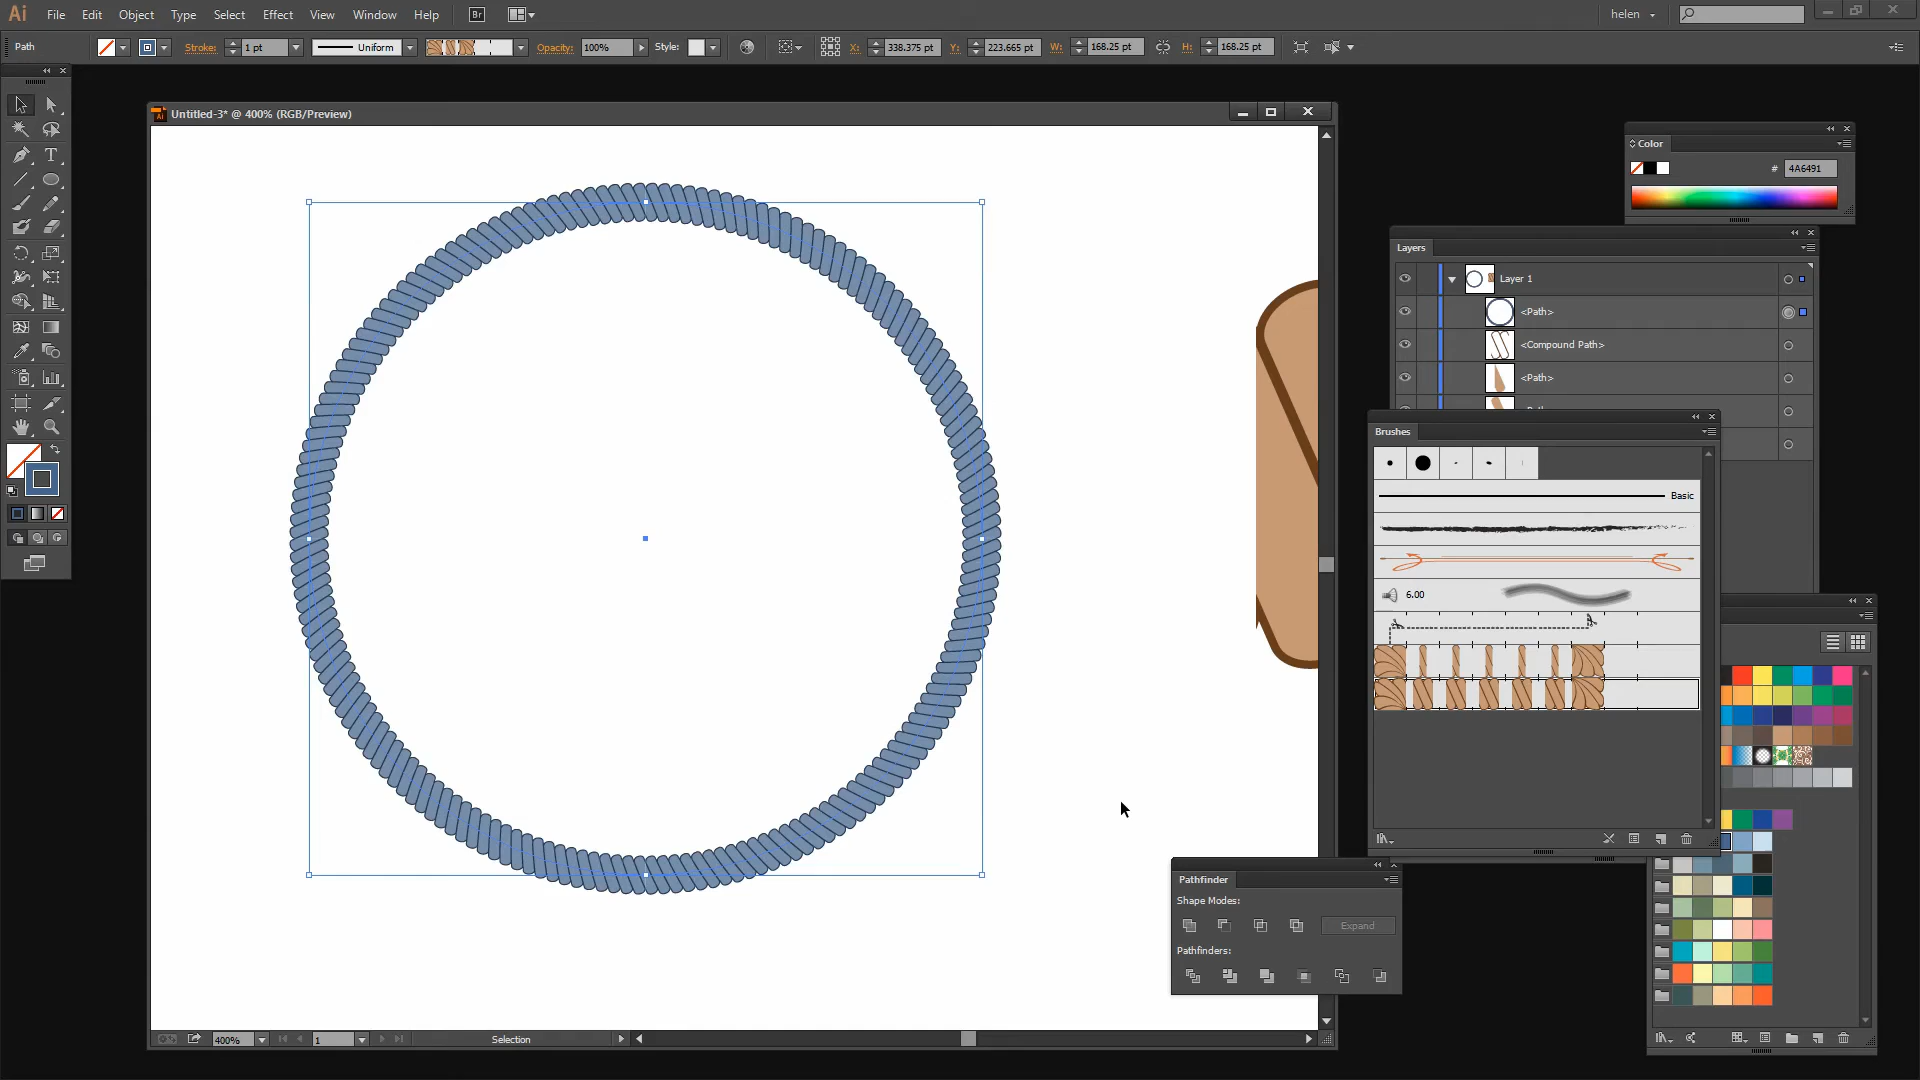 Ai File Edit Object Type Select Effect View Window Help Br helen
Path Stroke: 1 pt Uniform Opacity: 100% Style: X: 338.375 pt Y: 223.665 pt W: 168.25 pt H: 168.25 pt
Untitled-3* @ 400% (RGB/Preview)
Color
# 4A6491
Layers
Layer 1
<Path>
<Compound Path>
<Path>
Brushes
Basic
6.00
Pathfinder
Shape Modes:
Expand
Pathfinders:
400% 1 Selection